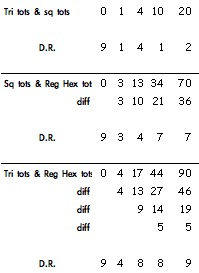 Tri tots & sq tots 0 1 4 10 20
D.R. 9 1 4 1 2
Sq tots & Reg Hex tots 0 3 13 34 70
diff 3 10 21 36
D.R. 9 3 4 7 7
Tri tots & Reg Hex tot 0 4 17 44 90
diff 4 13 27 46
diff 9 14 19
diff 5 5
D.R. 9 4 8 8 9